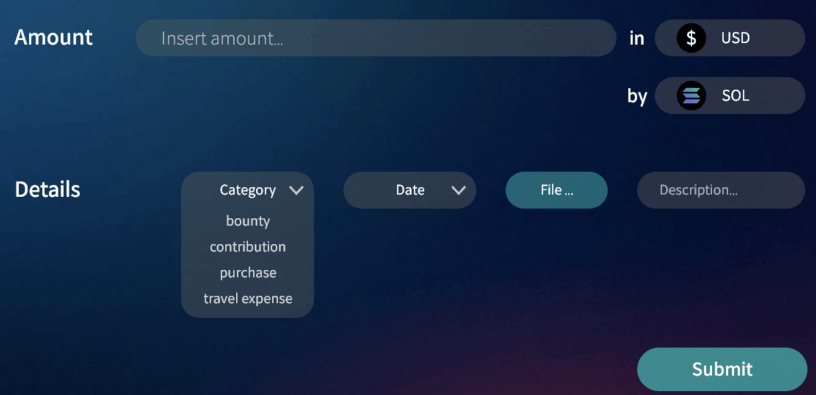 Amount Insert amount... in $ USD
by SOL
Details Category Date File ... Description...
bounty
contribution
purchase
travel expense
Submit